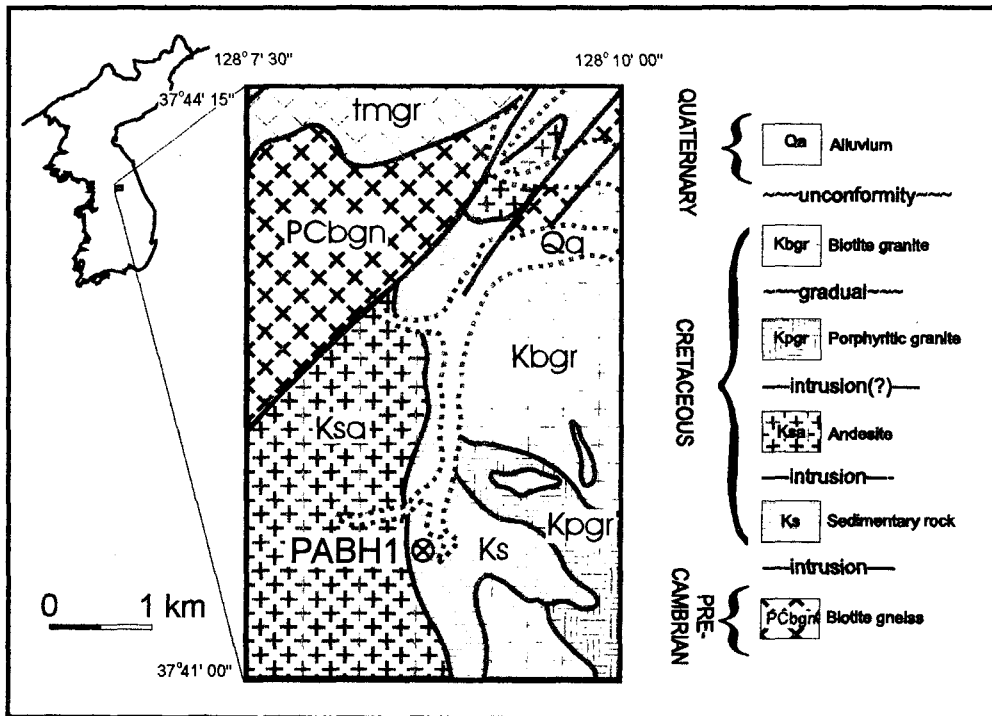 128° 7' 30"
128° 10' 00"
37°44' 15"
tmgr
PCbgn
Qa
Kbgr
Ksa
Kpgr
PABH1
Ks
0 1 km
37°41' 00"
QUATERNARY
Qa Alluvium
~~~unconformity~~~
CRETACEOUS
Kbgr Biotite granite
~~~gradual~~~
Kpgr Porphyritic granite
—intrusion(?)—
Ksa Andesite
—intrusion—-
Ks Sedimentary rock
—intrusion—
PRE-
CAMBRIAN
PCbgn Biotite gneiss